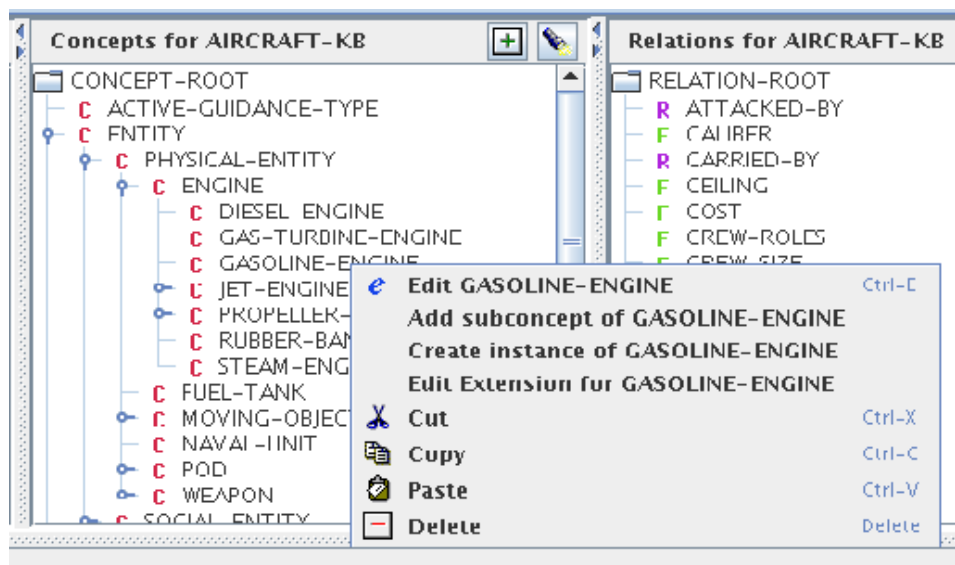 Concepts for AIRCRAFT-KB
CONCEPT-ROOT
C ACTIVE-GUIDANCE-TYPE
C ENTITY
C PHYSICAL-ENTITY
C ENGINE
C DIESEL ENGINE
C GAS-TURBINE-ENGINE
C GASOLINE-ENGINE
C JET-ENGINE
C PROPELLER-
C RUBBER-BAN
C STEAM-ENG
C FUEL-TANK
C MOVING-OBJECT
C NAVAL-UNIT
C POD
C WEAPON
C SOCIAL ENTITY
Relations for AIRCRAFT-KB
RELATION-ROOT
R ATTACKED-BY
F CALIBER
R CARRIED-BY
F CEILING
F COST
F CREW-ROLES
F CREW-SIZE
e Edit GASOLINE-ENGINE Ctrl-E
Add subconcept of GASOLINE-ENGINE
Create instance of GASOLINE-ENGINE
Edit Extension for GASOLINE-ENGINE
Cut Ctrl-X
Copy Ctrl-C
Paste Ctrl-V
Delete Delete